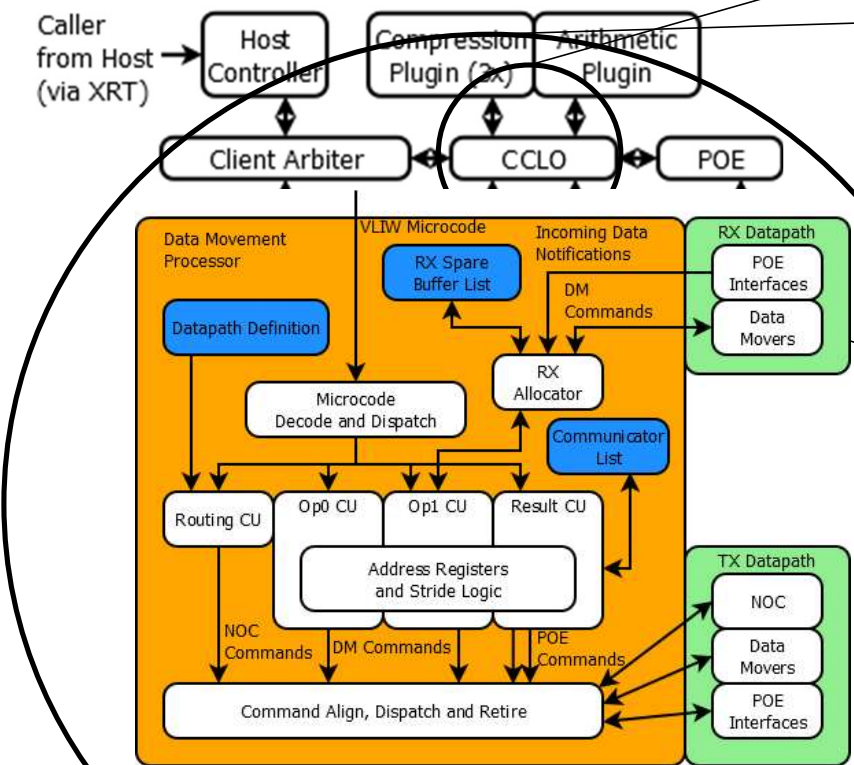 Caller
from Host
(via XRT)
Host
Controller
Compression
Plugin (3x)
Arithmetic
Plugin
Client Arbiter
CCLO
POE
VLIW Microcode
Data Movement
Processor
RX Spare
Buffer List
Incoming Data
Notifications
RX Datapath
POE
Interfaces
Data
Movers
DM
Commands
Datapath Definition
RX
Allocator
Microcode
Decode and Dispatch
Communicator
List
Routing CU
Op0 CU
Op1 CU
Result CU
Address Registers
and Stride Logic
NOC
Commands
DM Commands
POE
Commands
Command Align, Dispatch and Retire
TX Datapath
NOC
Data
Movers
POE
Interfaces